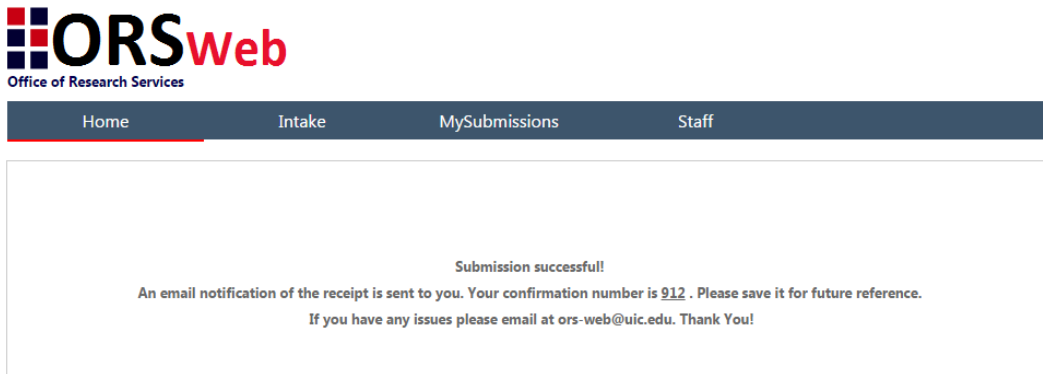 ORSWeb
Office of Research Services
Home Intake MySubmissions Staff
Submission successful!
An email notification of the receipt is sent to you. Your confirmation number is 912 . Please save it for future reference.
If you have any issues please email at ors-web@uic.edu. Thank You!